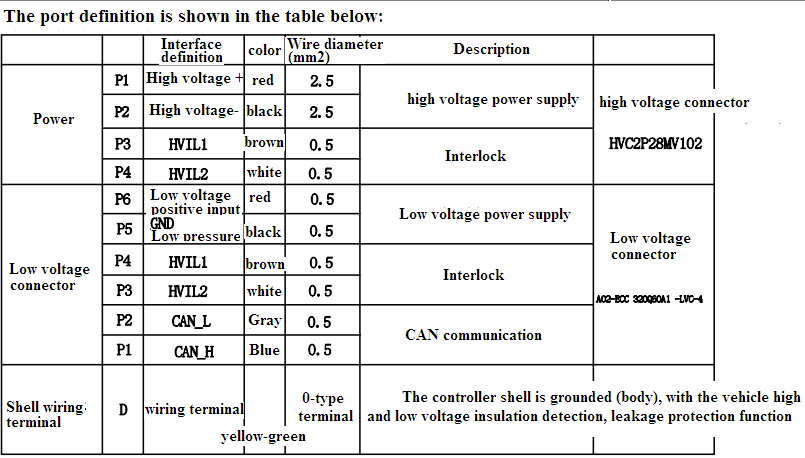 The port definition is shown in the table below:
Interface definition color Wire diameter (mm2) Description
Power P1 High voltage + red 2.5 high voltage power supply high voltage connector
P2 High voltage- black 2.5
P3 HVIL1 brown 0.5 Interlock HVC2P28MV102
P4 HVIL2 white 0.5
Low voltage connector P6 Low voltage positive input red 0.5 Low voltage power supply Low voltage connector
P5 GND Low pressure black 0.5
P4 HVIL1 brown 0.5 Interlock
P3 HVIL2 white 0.5 -LVC-4
P2 CAN_L Gray 0.5 CAN communication
P1 CAN_H Blue 0.5
Shell wiring terminal D wiring terminal 0-type terminal The controller shell is grounded (body), with the vehicle high and low voltage insulation detection, leakage protection function
yellow-green